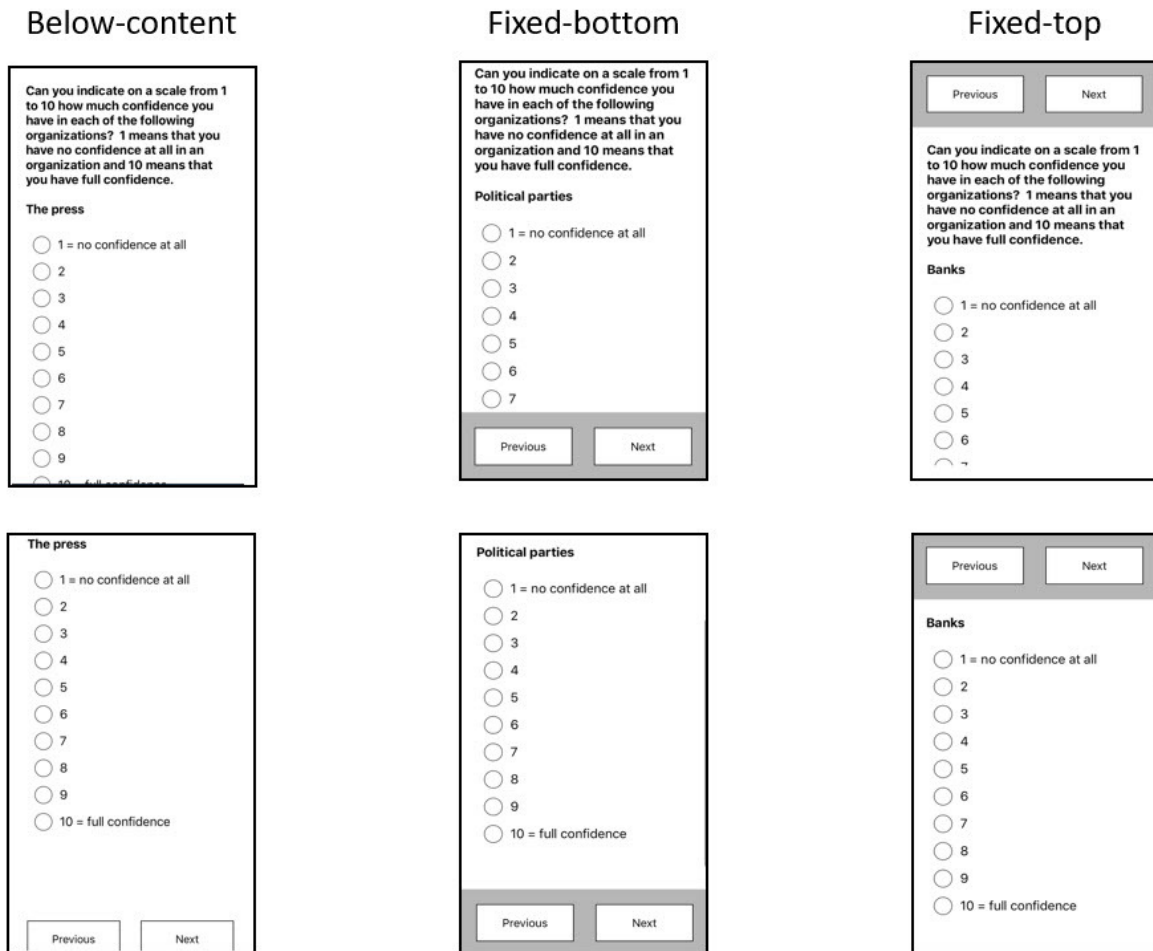 Below-content
Fixed-bottom
Fixed-top
Can you indicate on a scale from 1
to 10 how much confidence you
have in each of the following
organizations? 1 means that you
have no confidence at all in an
organization and 10 means that
you have full confidence.
The press
1 = no confidence at all
2
3
4
5
6
7
8
9
10 = full confidence
Can you indicate on a scale from 1
to 10 how much confidence you
have in each of the following
organizations? 1 means that you
have no confidence at all in an
organization and 10 means that
you have full confidence.
Political parties
1 = no confidence at all
2
3
4
5
6
7
Previous
Next
Previous
Next
Can you indicate on a scale from 1
to 10 how much confidence you
have in each of the following
organizations? 1 means that you
have no confidence at all in an
organization and 10 means that
you have full confidence.
Banks
1 = no confidence at all
2
3
4
5
6
7
The press
1 = no confidence at all
2
3
4
5
6
7
8
9
10 = full confidence
Previous
Next
Political parties
1 = no confidence at all
2
3
4
5
6
7
8
9
10 = full confidence
Previous
Next
Previous
Next
Banks
1 = no confidence at all
2
3
4
5
6
7
8
9
10 = full confidence